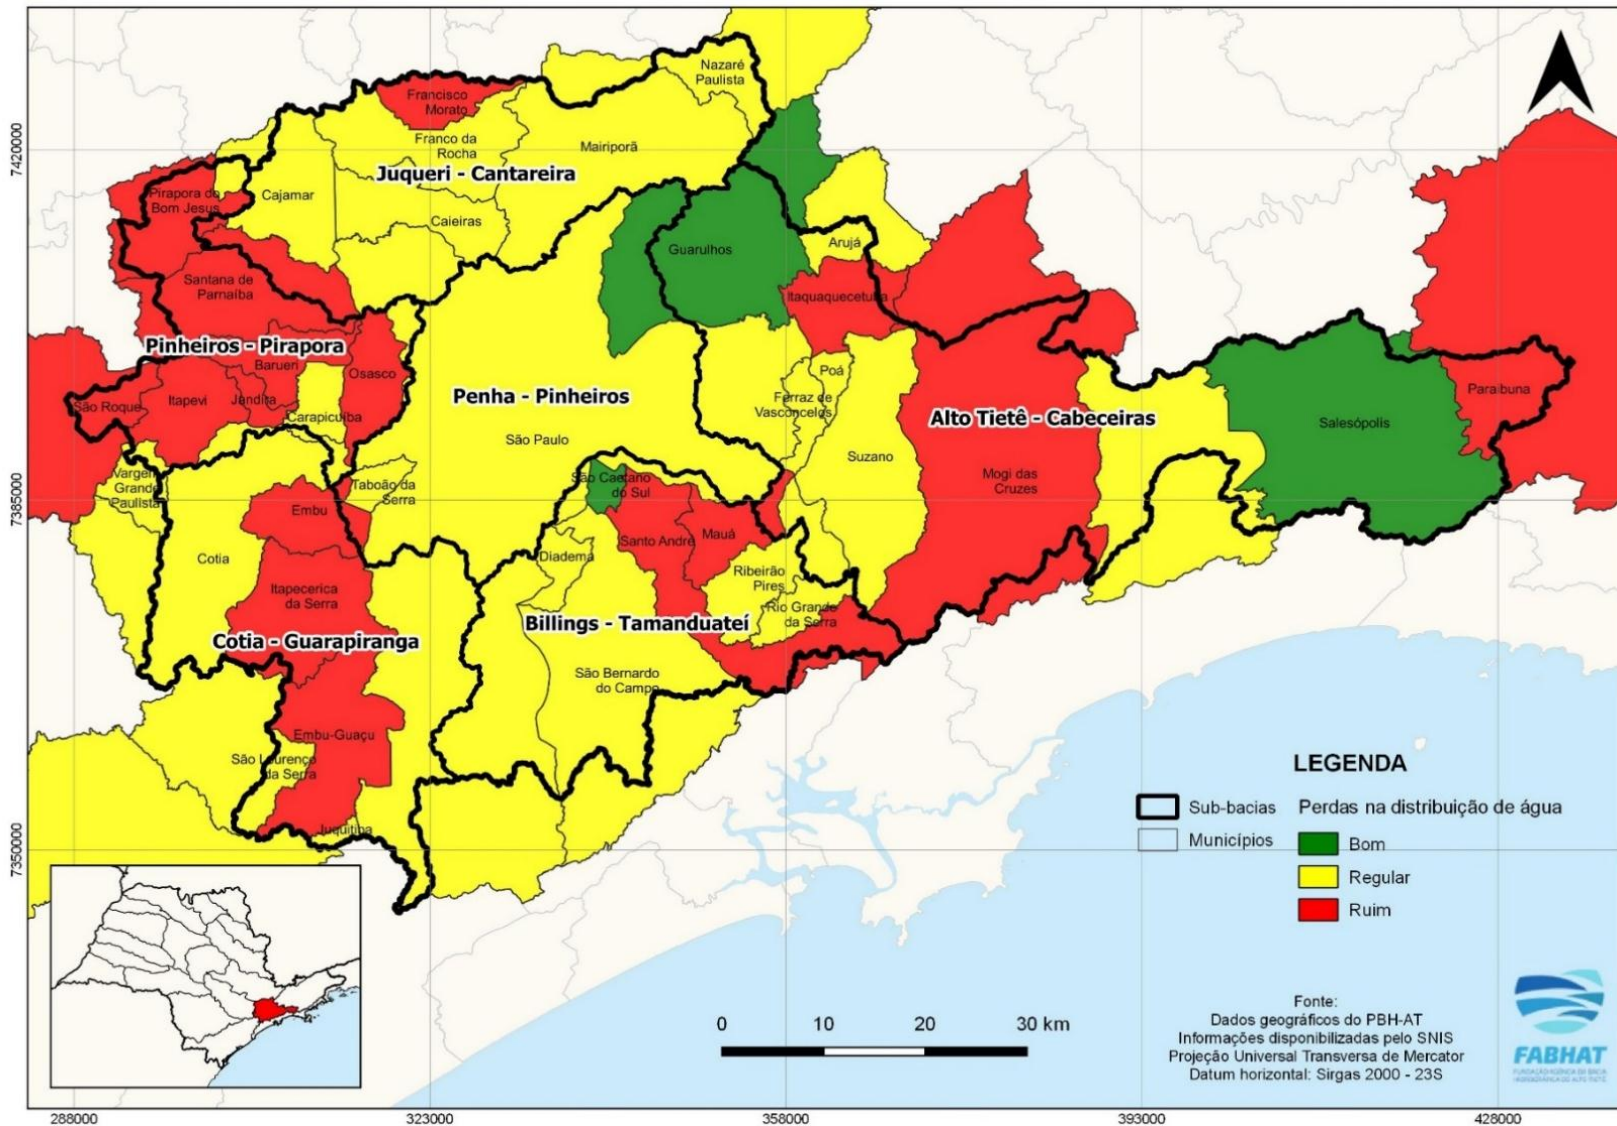 Nazaré
Paulista
Francisco
Morato
Franco da
Rocha
Mairiporã
Juqueri - Cantareira
Pirapora do
Bom Jesus
Cajamar
Caieiras
Guarulhos
Arujá
Santana de
Parnaíba
Itaquaquecetuba
Pinheiros - Pirapora
Barueri
Osasco
Poá
Paraibuna
São Roque
Itapevi
Jandira
Carapicuíba
Penha - Pinheiros
Ferraz de
Vasconcelos
Alto Tietê - Cabeceiras
Salesópolis
São Paulo
Suzano
Vargem
Grande
Paulista
Taboão da
Serra
São Caetano
do Sul
Mogi das
Cruzes
Embu
Santo André
Mauá
Cotia
Diadema
Ribeirão
Pires
Itapecerica
da Serra
Rio Grande
da Serra
Billings - Tamanduateí
Cotia - Guarapiranga
São Bernardo
do Campo
Embu-Guaçu
São Lourenço
da Serra
Juquitiba
7420000
7385000
7350000
288000
323000
358000
393000
428000
LEGENDA
Sub-bacias
Municípios
Perdas na distribuição de água
Bom
Regular
Ruim
0 10 20 30 km
Fonte:
Dados geográficos do PBH-AT
Informações disponibilizadas pelo SNIS
Projeção Universal Transversa de Mercator
Datum horizontal: Sirgas 2000 - 23S
FABHAT